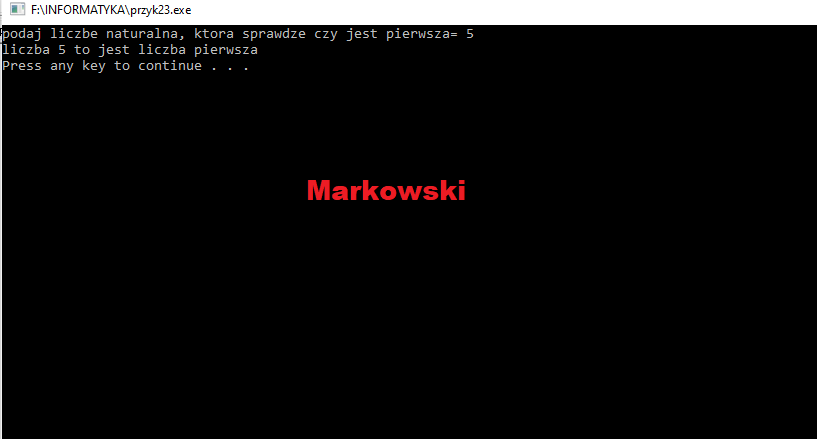 F:\INFORMATYKA\przyk23.exe
podaj liczbe naturalna, ktora sprawdze czy jest pierwsza= 5
liczba 5 to jest liczba pierwsza
Press any key to continue . . .
Markowski